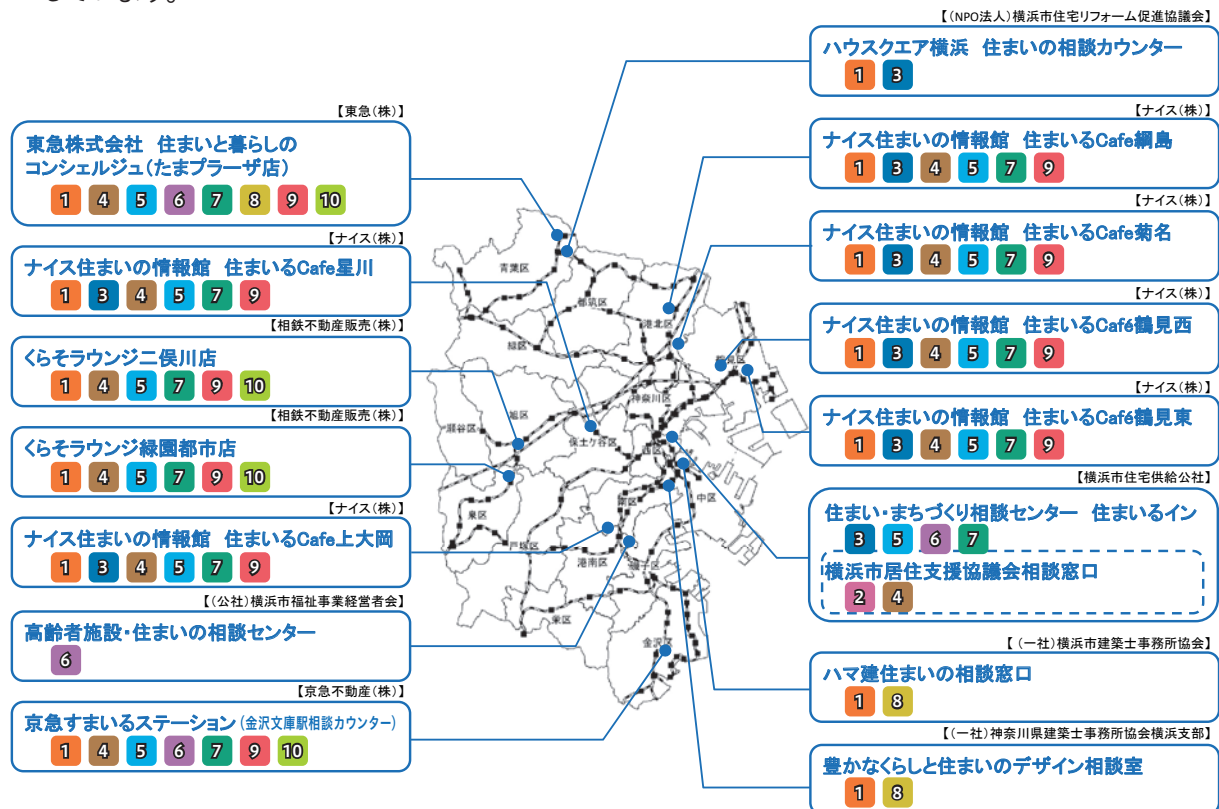 しています。
【(NPO法人)横浜市住宅リフォーム促進協議会】
ハウスクエア横浜 住まいの相談カウンター
1 3
【東急(株)】
東急株式会社 住まいと暮らしの
コンシェルジュ(たまプラーザ店)
1 4 5 6 7 8 9 10
【ナイス(株)】
ナイス住まいの情報館 住まいるCafe星川
1 3 4 5 7 9
【相鉄不動産販売(株)】
くらそラウンジ二俣川店
1 4 5 7 9 10
【相鉄不動産販売(株)】
くらそラウンジ緑園都市店
1 4 5 7 9 10
【ナイス(株)】
ナイス住まいの情報館 住まいるCafe上大岡
1 3 4 5 7 9
【(公社)横浜市福祉事業経営者会】
高齢者施設・住まいの相談センター
6
【京急不動産(株)】
京急すまいるステーション(金沢文庫駅相談カウンター)
1 4 5 6 7 9 10
青葉区
都筑区
港北区
緑区
鶴見区
神奈川区
旭区
瀬谷区
保土ケ谷区
西区
中区
南区
泉区
戸塚区
港南区
磯子区
栄区
金沢区
【ナイス(株)】
ナイス住まいの情報館 住まいるCafe綱島
1 3 4 5 7 9
【ナイス(株)】
ナイス住まいの情報館 住まいるCafe菊名
1 3 4 5 7 9
【ナイス(株)】
ナイス住まいの情報館 住まいるCafé鶴見西
1 3 4 5 7 9
【ナイス(株)】
ナイス住まいの情報館 住まいるCafé鶴見東
1 3 4 5 7 9
【横浜市住宅供給公社】
住まい・まちづくり相談センター 住まいるイン
3 5 6 7
横浜市居住支援協議会相談窓口
2 4
【(一社)横浜市建築士事務所協会】
ハマ建住まいの相談窓口
1 8
【(一社)神奈川県建築士事務所協会横浜支部】
豊かなくらしと住まいのデザイン相談室
1 8